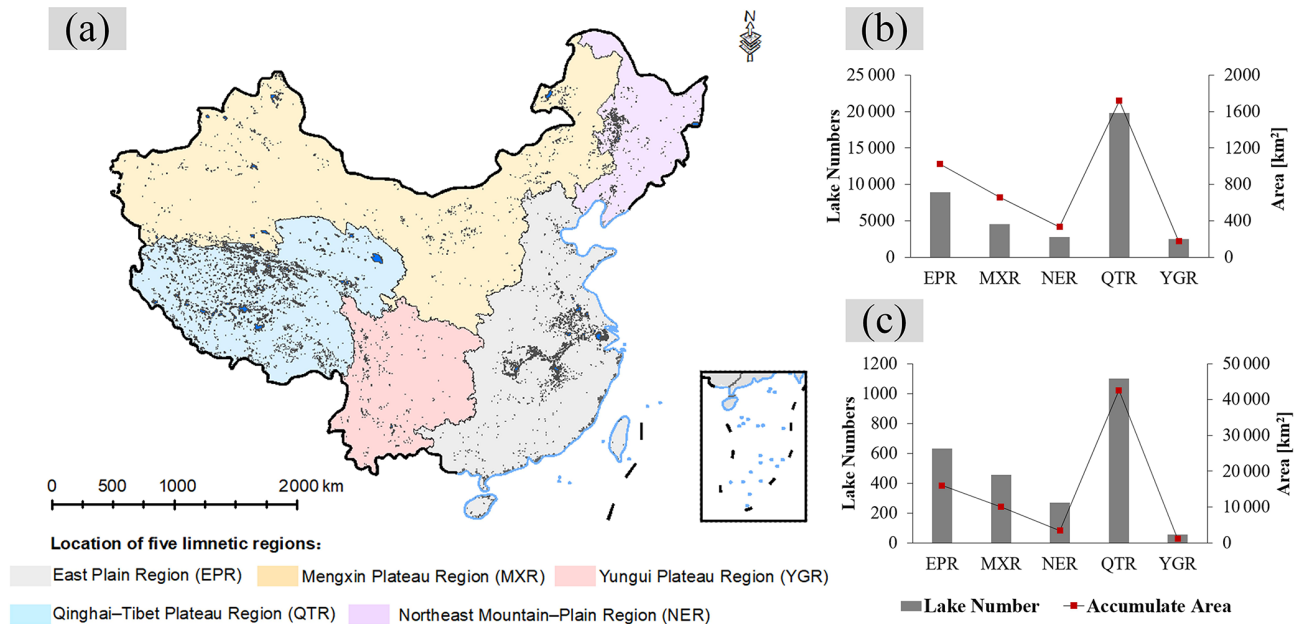 (a)
N
0 500 1000 2000 km
Location of five limnetic regions:
East Plain Region (EPR)
Mengxin Plateau Region (MXR)
Yungui Plateau Region (YGR)
Qinghai–Tibet Plateau Region (QTR)
Northeast Mountain–Plain Region (NER)
(b)
Lake Numbers
25 000
20 000
15 000
10 000
5000
0
EPR MXR NER QTR YGR
2000
1600
1200
800
400
0
Area [km²]
(c)
Lake Numbers
1200
1000
800
600
400
200
0
EPR MXR NER QTR YGR
50 000
40 000
30 000
20 000
10 000
0
Area [km²]
Lake Number Accumulate Area